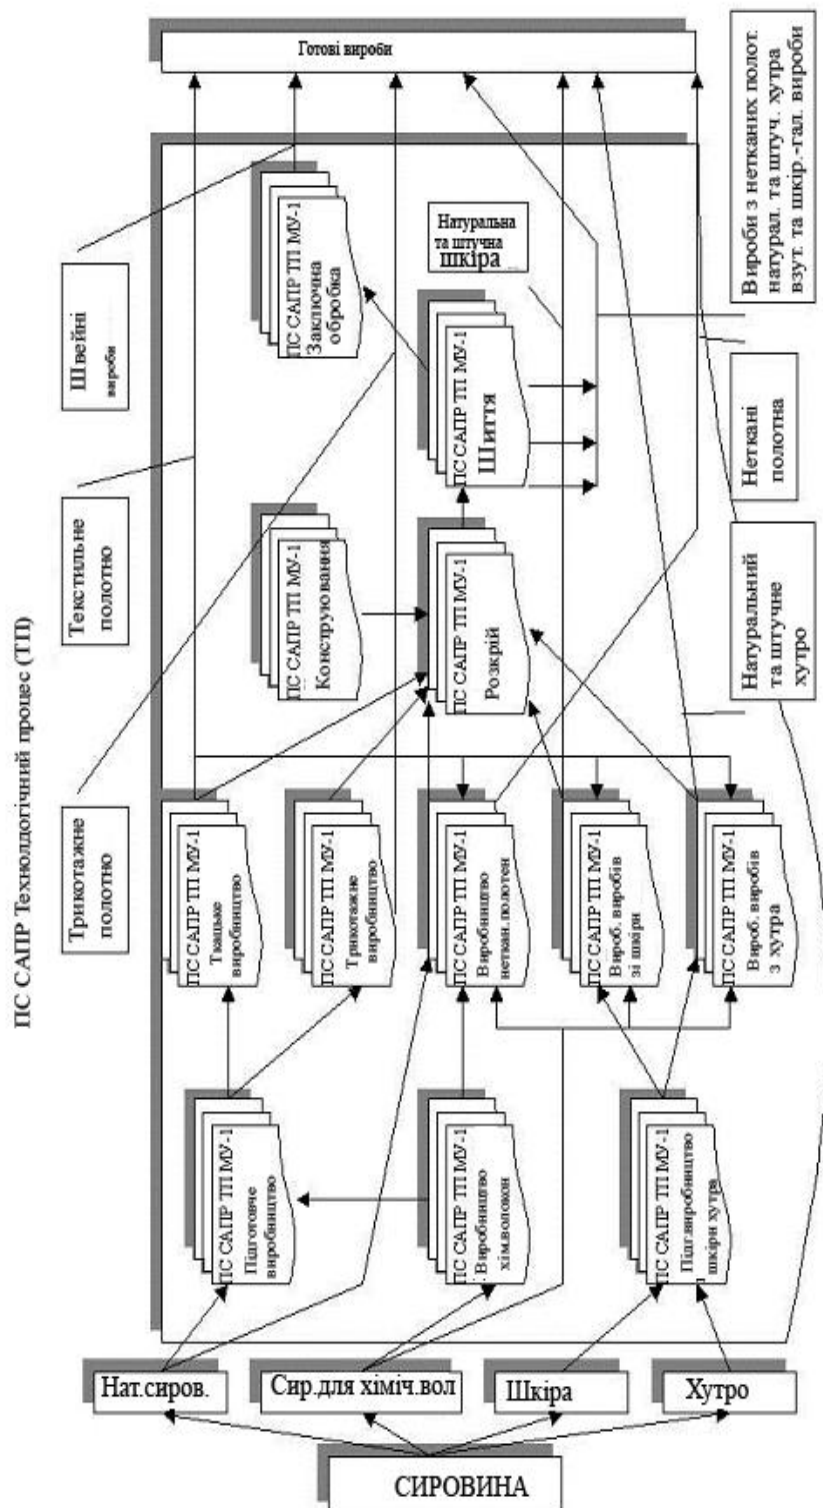 ПС САПР Технолдогічний процес (ТП)
Трикотажне
полотно
Текстильне
полотно
Швейні
вироби
СИРОВИНА
Нат.сиров.
Сир.для хіміч.вол
Шкіра
Хутро
ПС САПР ТП МУ-1
Підготовче
виробництво
ПС САПР ТП МУ-1
Виробництво
хім.волокон
ПС САПР ТП МУ-1
Підг.виробництво
шкіри хутра
ПС САПР ТП МУ-1
Ткацьке
виробництво
ПС САПР ТП МУ-1
Трикотажне
виробництво
ПС САПР ТП МУ-1
Виробництво
неткан.полотен
ПС САПР ТП МУ-1
Вироб. виробів
зі шкіри
ПС САПР ТП МУ-1
Вироб. виробів
з хутра
ПС САПР ТП МУ-1
Конструювання
ПС САПР ТП МУ-1
Розкрій
ПС САПР ТП МУ-1
Шиття
ПС САПР ТП МУ-1
Заключна
обробка
Натуральна
та штучна
шкіра
Готові вироби
Натуральний
та штучне
хутро
Неткані
полотна
Вироби з нетканих полот.
натурал. та штуч. хутра
взут. та шкір.-гал. вироби